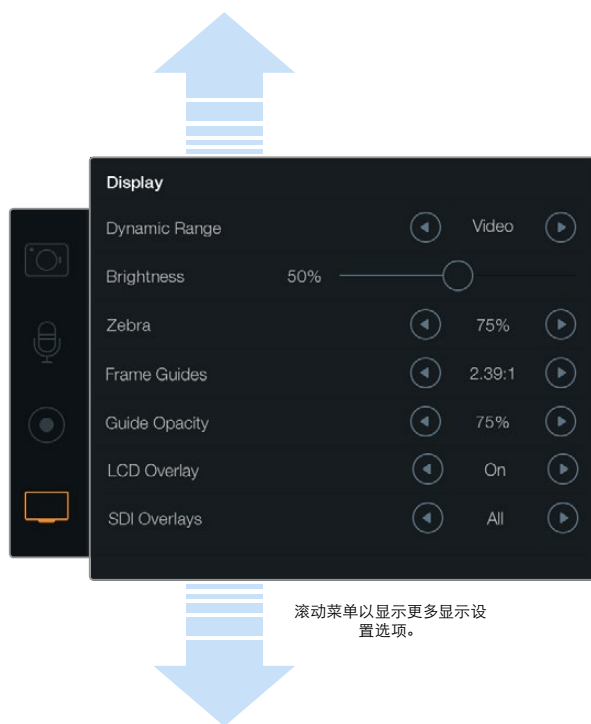 Display
Dynamic Range Video
Brightness 50%
Zebra 75%
Frame Guides 2.39:1
Guide Opacity 75%
LCD Overlay On
SDI Overlays All
滚动菜单以显示更多显示设
置选项。